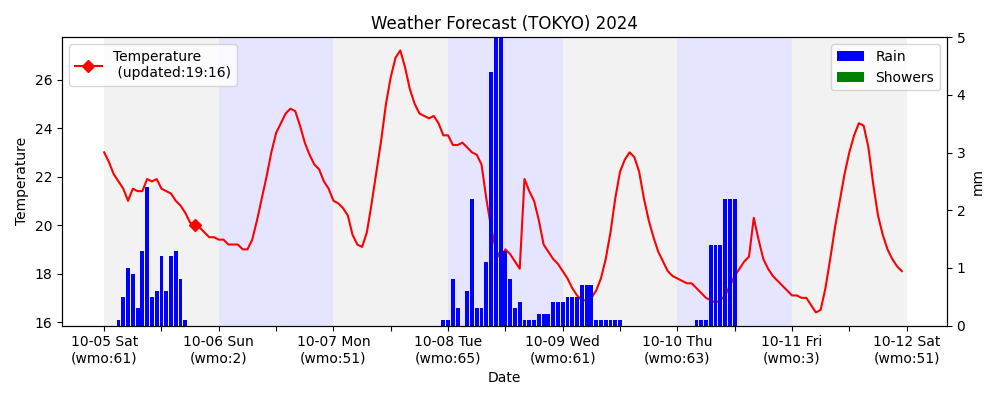 Weather Forecast (TOKYO) 2024
Temperature
(updated:19:16)
Rain
Showers
Temperature
26
24
22
20
18
16
5
4
3
2
1
0
mm
10-05 Sat
(wmo:61)
10-06 Sun
(wmo:2)
10-07 Mon
(wmo:51)
10-08 Tue
(wmo:65)
10-09 Wed
(wmo:61)
10-10 Thu
(wmo:63)
10-11 Fri
(wmo:3)
10-12 Sat
(wmo:51)
Date